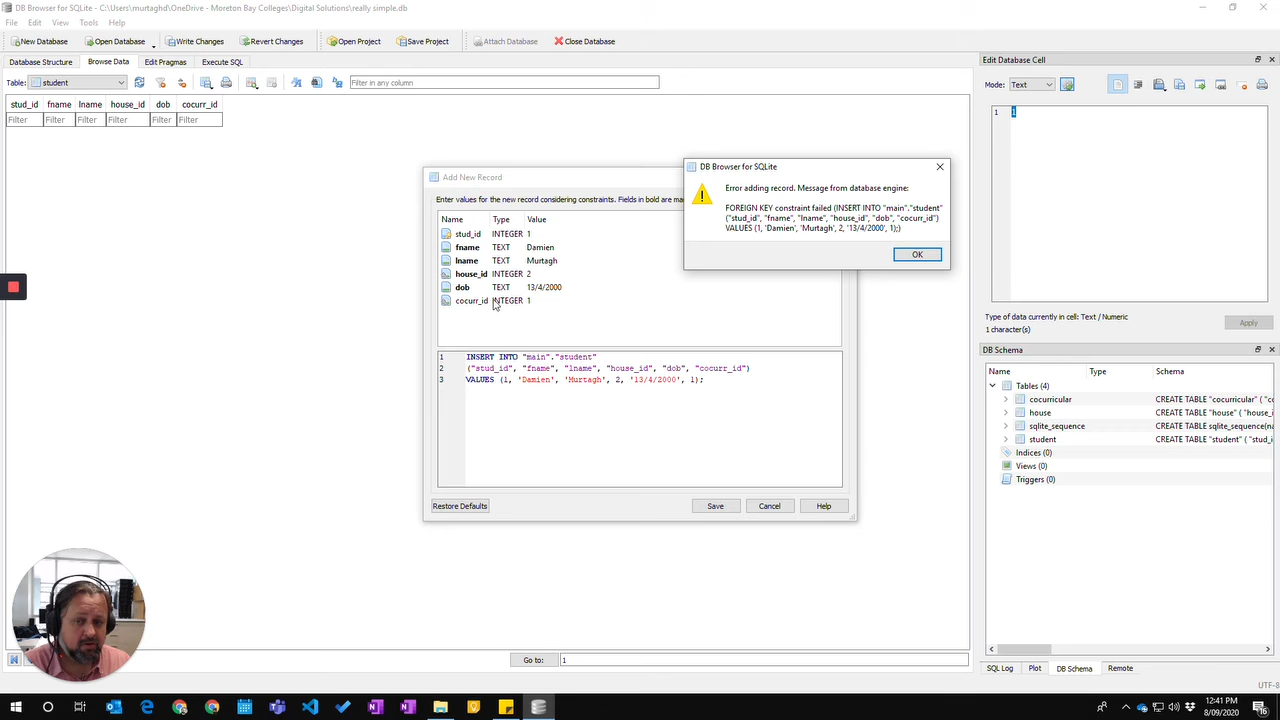 DB Browser for SQLite - C:\Users\murtaghd\OneDrive - Moreton Bay Colleges\Digital Solutions\really simple.db
File Edit View Tools Help
New Database Open Database Write Changes Revert Changes Open Project Save Project Attach Database Close Database
Database Structure Browse Data Edit Pragmas Execute SQL
Table: student Filter in any column
stud_id fname lname house_id dob cocurr_id
Filter Filter Filter Filter Filter Filter
Add New Record
Enter values for the new record considering constraints. Fields in bold are ma
Name Type Value
stud_id INTEGER 1
fname TEXT Damien
lname TEXT Murtagh
house_id INTEGER 2
dob TEXT 13/4/2000
cocurr_id INTEGER 1
1 INSERT INTO "main"."student"
2 ("stud_id", "fname", "lname", "house_id", "dob", "cocurr_id")
3 VALUES (1, 'Damien', 'Murtagh', 2, '13/4/2000', 1);
Restore Defaults Save Cancel Help
DB Browser for SQLite
Error adding record. Message from database engine:
FOREIGN KEY constraint failed (INSERT INTO "main"."student"
("stud_id", "fname", "lname", "house_id", "dob", "cocurr_id")
VALUES (1, 'Damien', 'Murtagh', 2, '13/4/2000', 1);)
OK
Edit Database Cell
Mode: Text
1 1
Type of data currently in cell: Text / Numeric
1 character(s)
Apply
DB Schema
Name Type Schema
Tables (4)
cocurricular CREATE TABLE "cocurricular" ( "co
house CREATE TABLE "house" ( "house_i
sqlite_sequence CREATE TABLE sqlite_sequence(na
student CREATE TABLE "student" ( "stud_i
Indices (0)
Views (0)
Triggers (0)
Go to: 1
SQL Log Plot DB Schema Remote
UTF-8
12:41 PM
8/09/2020
16